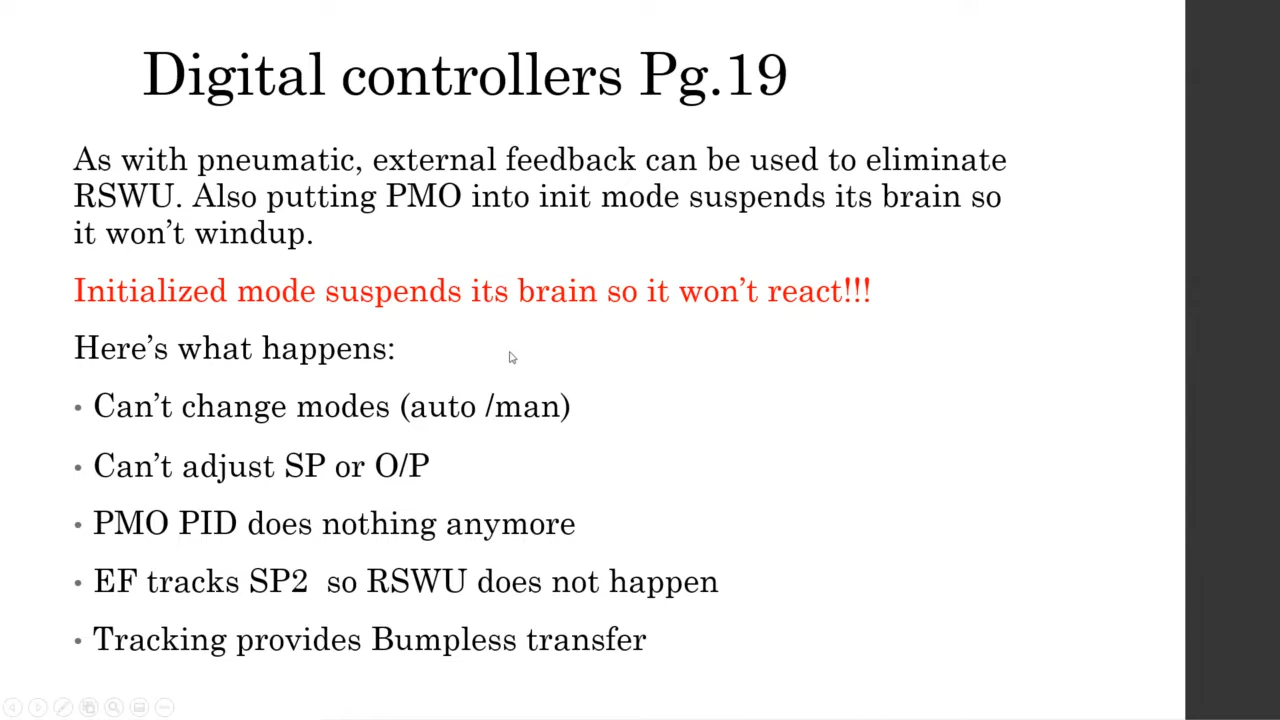 Digital controllers Pg.19
As with pneumatic, external feedback can be used to eliminate
RSWU. Also putting PMO into init mode suspends its brain so
it won’t windup.
Initialized mode suspends its brain so it won’t react!!!
Here’s what happens:
• Can’t change modes (auto /man)
• Can’t adjust SP or O/P
• PMO PID does nothing anymore
• EF tracks SP2  so RSWU does not happen
• Tracking provides Bumpless transfer